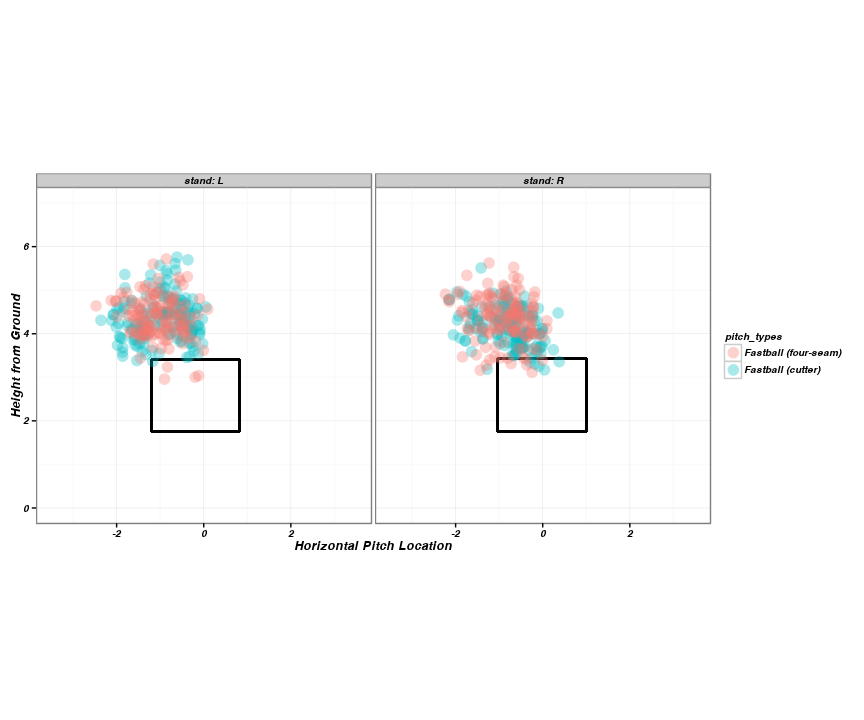 stand: L
stand: R
6
4
2
0
Height from Ground
-2
0
2
-2
0
2
Horizontal Pitch Location
pitch_types
Fastball (four-seam)
Fastball (cutter)